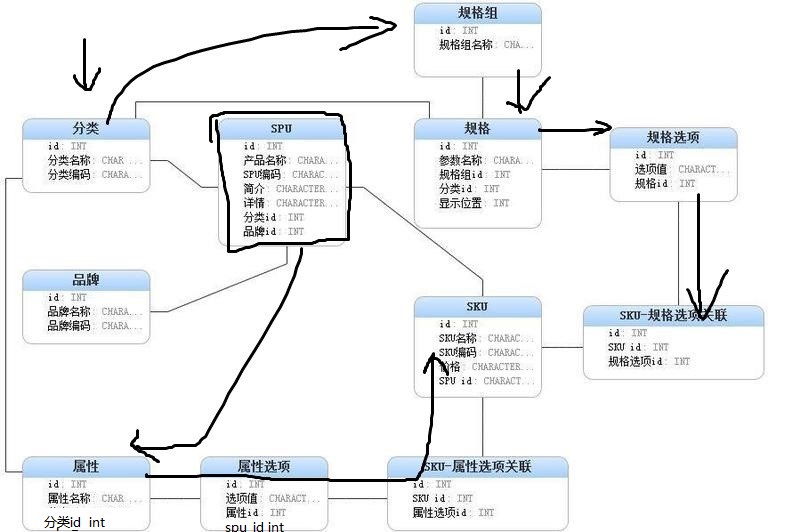 规格组
id: INT
规格组名称: CHA...
分类
id: INT
分类名称: CHAR ...
分类编码: CHARA...
SPU
id: INT
产品名称: CHARA...
SPU编码: CHARAC...
简介: CHARACTER...
详情: CHARACTER...
分类id: INT
品牌id: INT
规格
id: INT
参数名称: CHARA...
规格组id: INT
分类id: INT
显示位置: INT
规格选项
id: INT
选项值: CHARACT...
规格id: INT
品牌
id: INT
品牌名称: CHARA...
品牌编码: CHARA...
SKU
id: INT
SKU名称: CHARAC...
SKU编码: CHARAC...
价格: CHARACTER...
SPU id: CHARACT...
SKU-规格选项关联
id: INT
SKU id: INT
规格选项id: INT
属性
id: INT
属性名称: CHAR ...
分类id int
属性选项
id: INT
选项值: CHARACT...
属性id: INT
spu_id int
SKU-属性选项关联
id: INT
SKU id: INT
属性选项id: INT